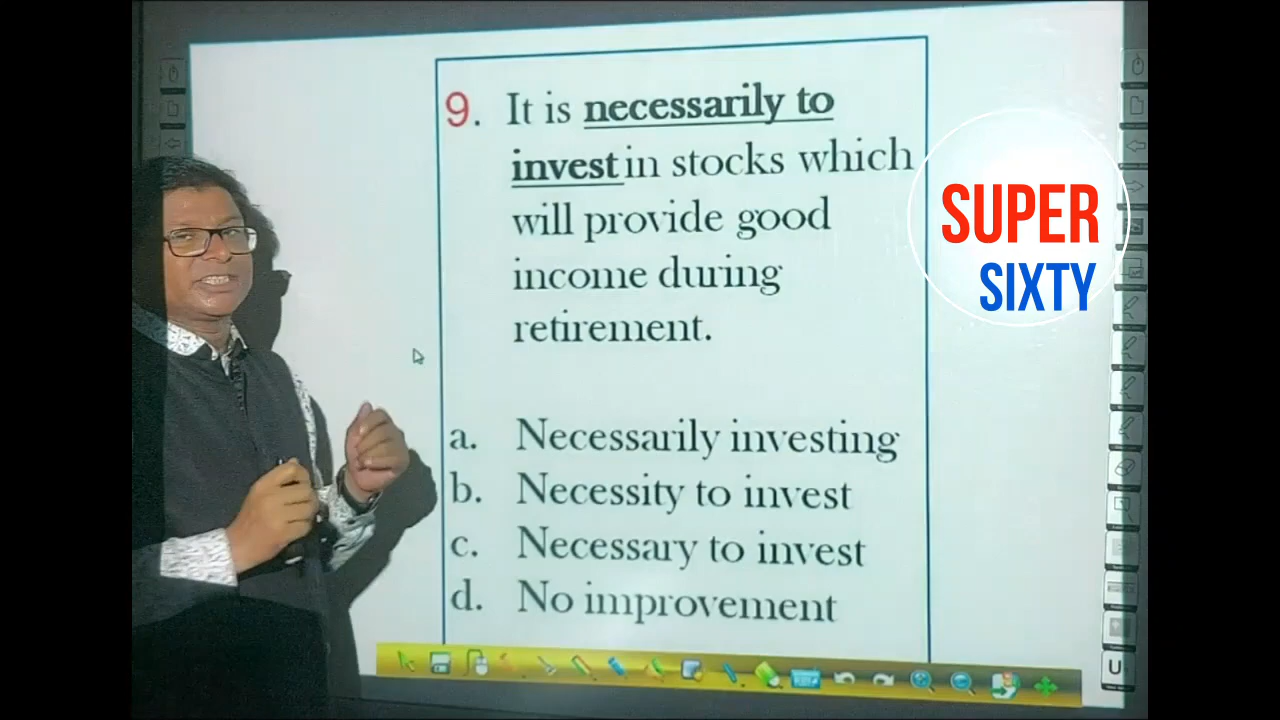 9. It is necessarily to
invest in stocks which
will provide good
income during
retirement.
a. Necessarily investing
b. Necessity to invest
c. Necessary to invest
d. No improvement
SUPER
SIXTY
U